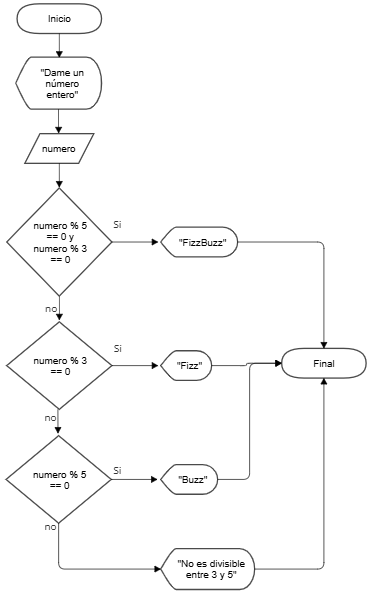 Inicio
"Dame un
número
entero"
numero
numero % 5
== 0 y
numero % 3
== 0
Si
"FizzBuzz"
no
numero % 3
== 0
Si
"Fizz"
Final
no
numero % 5
== 0
Si
"Buzz"
no
"No es divisible
entre 3 y 5"